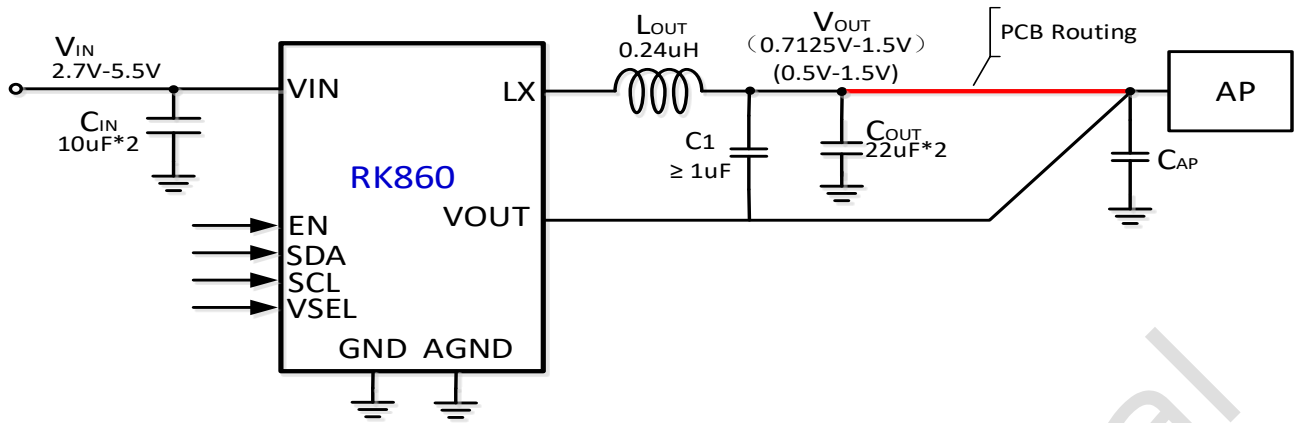 VIN
2.7V-5.5V
CIN
10uF*2
VIN
RK860
LX
VOUT
EN
SDA
SCL
VSEL
GND AGND
LOUT
0.24uH
VOUT
（0.7125V-1.5V）
(0.5V-1.5V)
C1
≥ 1uF
COUT
22uF*2
PCB Routing
CAP
AP